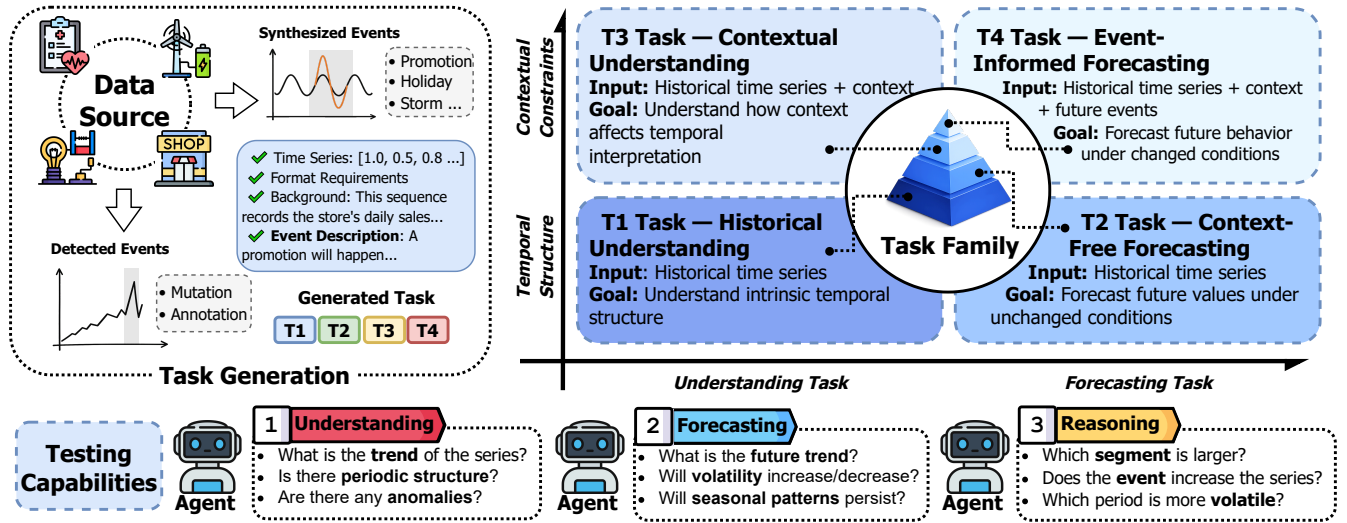 Data
Source
SHOP
Synthesized Events
• Promotion
• Holiday
• Storm ...
Time Series: [1.0, 0.5, 0.8 ...]
Format Requirements
Background: This sequence
records the store's daily sales...
Event Description: A
promotion will happen...
Detected Events
• Mutation
• Annotation
Generated Task
T1 T2 T3 T4
Task Generation
Contextual
Constraints
Temporal
Structure
T3 Task — Contextual
Understanding
Input: Historical time series + context
Goal: Understand how context
affects temporal
interpretation
T4 Task — Event-
Informed Forecasting
Input: Historical time series + context
+ future events
Goal: Forecast future behavior
under changed conditions
Task Family
T1 Task — Historical
Understanding
Input: Historical time series
Goal: Understand intrinsic temporal
structure
T2 Task — Context-
Free Forecasting
Input: Historical time series
Goal: Forecast future values under
unchanged conditions
Understanding Task
Forecasting Task
Testing
Capabilities
Agent
1 Understanding
• What is the trend of the series?
• Is there periodic structure?
• Are there any anomalies?
Agent
2 Forecasting
• What is the future trend?
• Will volatility increase/decrease?
• Will seasonal patterns persist?
Agent
3 Reasoning
• Which segment is larger?
• Does the event increase the series?
• Which period is more volatile?